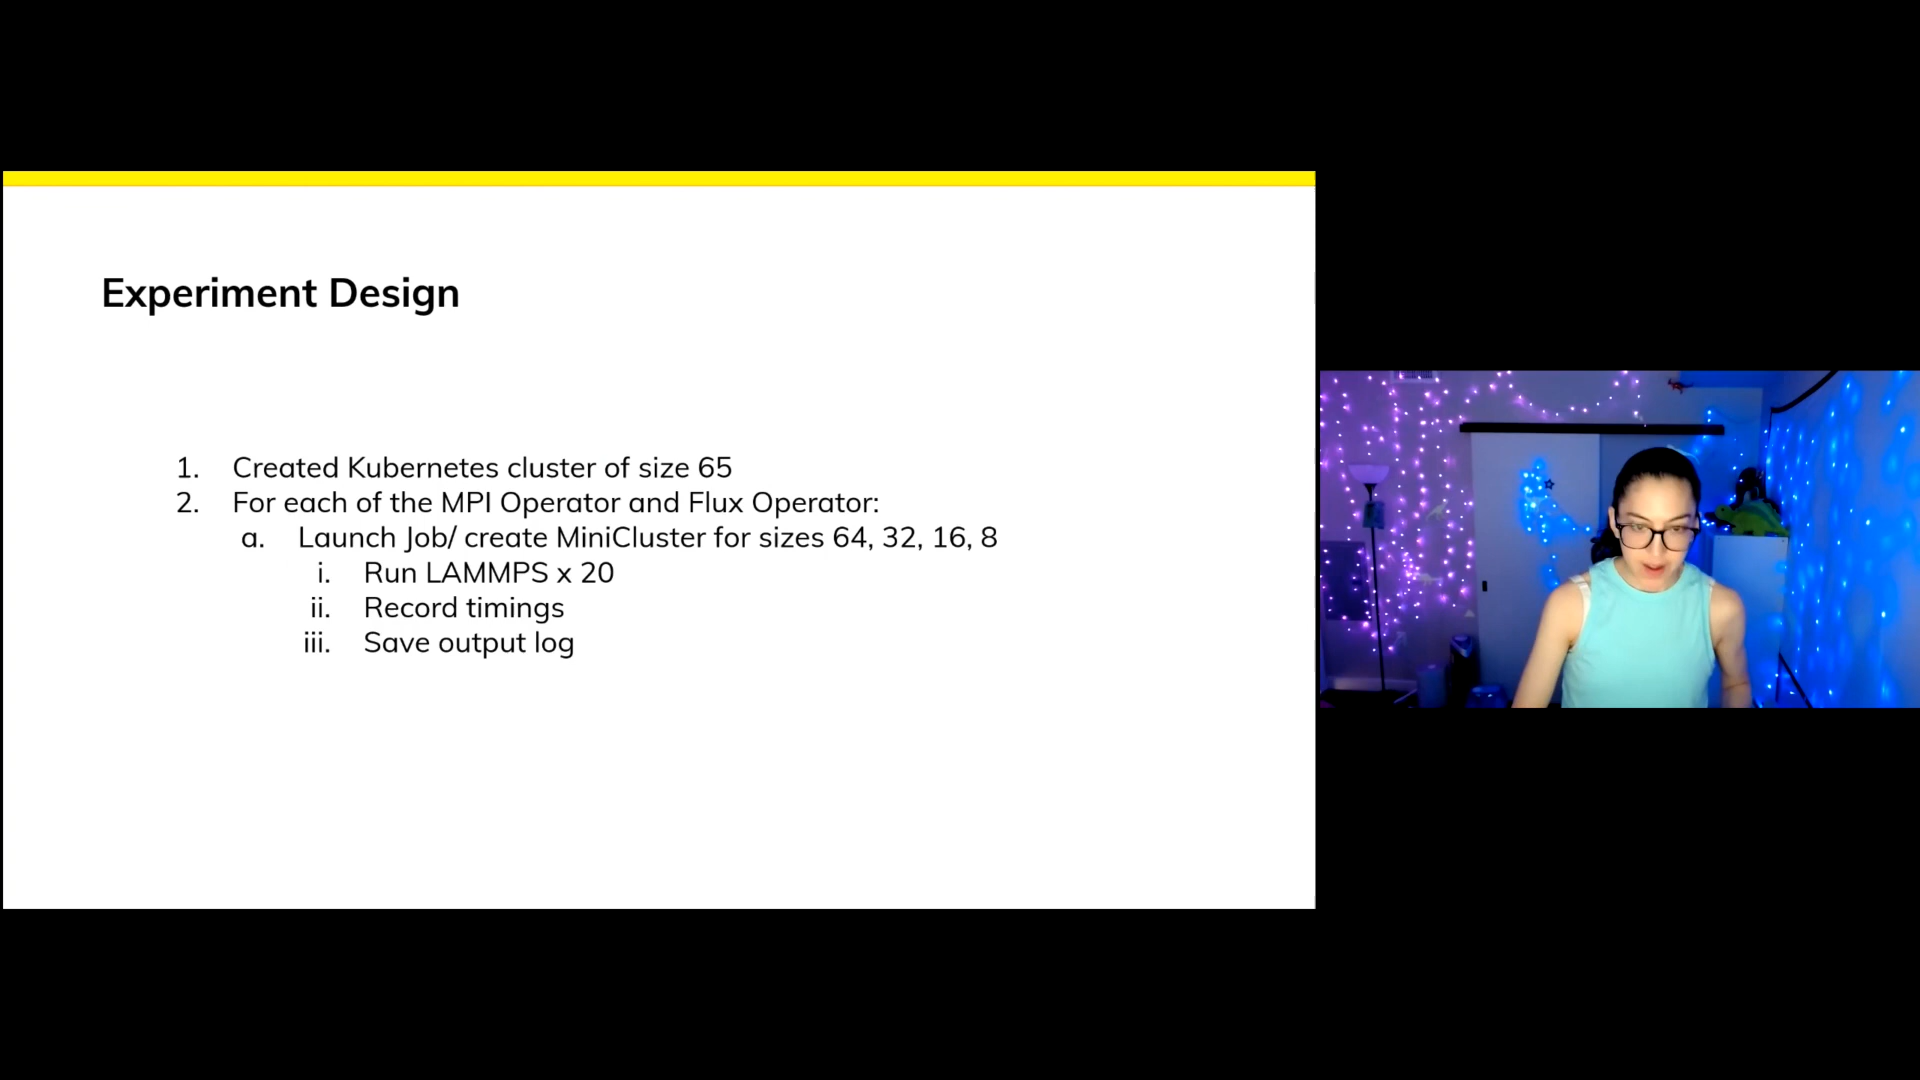 Experiment Design
1. Created Kubernetes cluster of size 65
2. For each of the MPI Operator and Flux Operator:
a. Launch Job/ create MiniCluster for sizes 64, 32, 16, 8
i. Run LAMMPS x 20
ii. Record timings
iii. Save output log